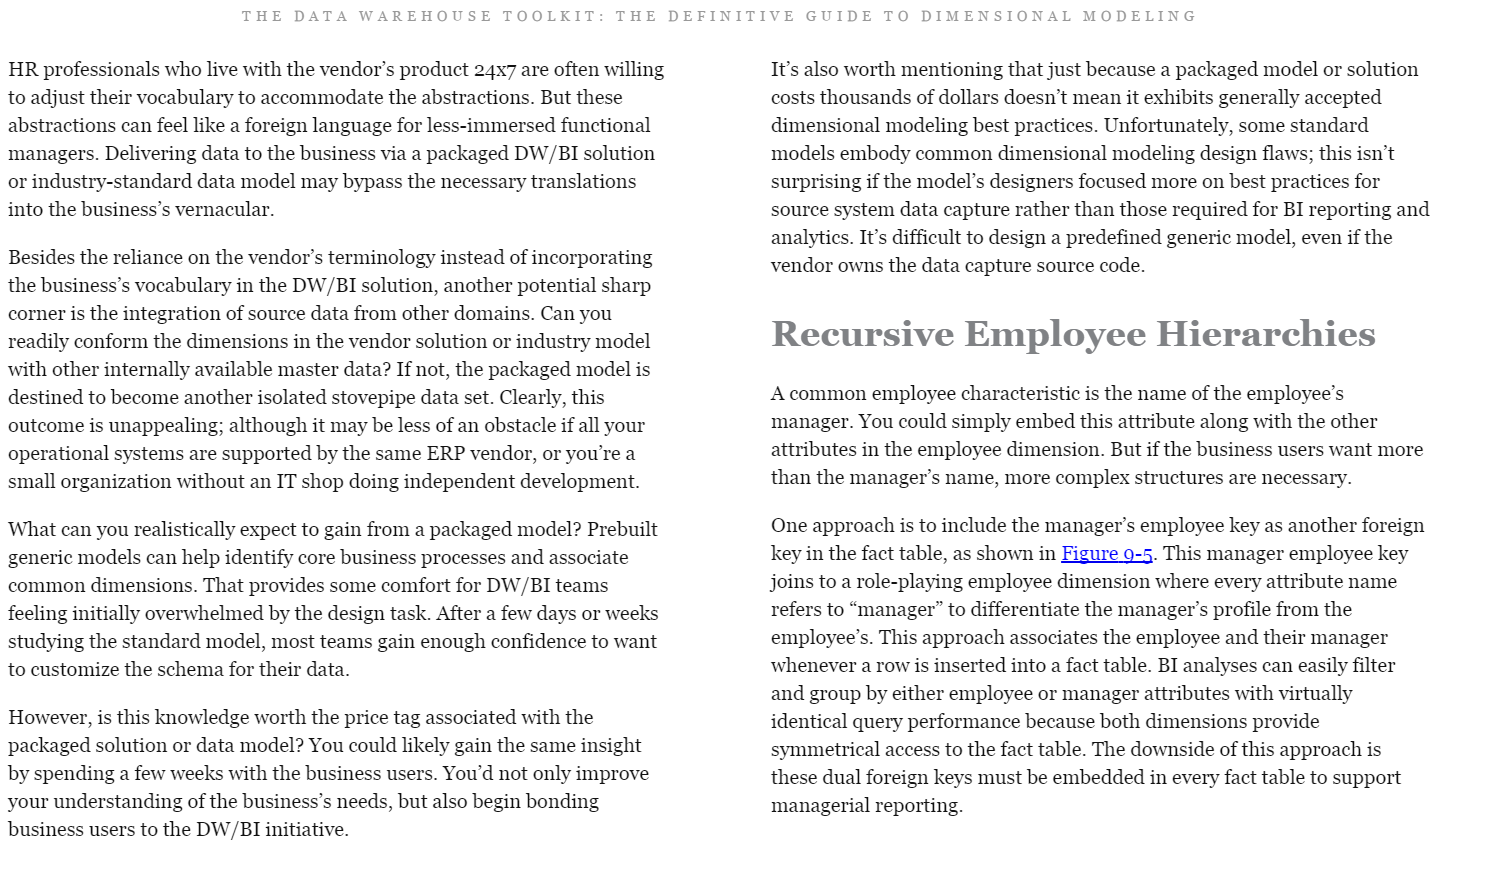 THE DATA WAREHOUSE TOOLKIT: THE DEFINITIVE GUIDE TO DIMENSIONAL MODELING
HR professionals who live with the vendor’s product 24x7 are often willing
to adjust their vocabulary to accommodate the abstractions. But these
abstractions can feel like a foreign language for less-immersed functional
managers. Delivering data to the business via a packaged DW/BI solution
or industry-standard data model may bypass the necessary translations
into the business’s vernacular.
Besides the reliance on the vendor’s terminology instead of incorporating
the business’s vocabulary in the DW/BI solution, another potential sharp
corner is the integration of source data from other domains. Can you
readily conform the dimensions in the vendor solution or industry model
with other internally available master data? If not, the packaged model is
destined to become another isolated stovepipe data set. Clearly, this
outcome is unappealing; although it may be less of an obstacle if all your
operational systems are supported by the same ERP vendor, or you’re a
small organization without an IT shop doing independent development.
What can you realistically expect to gain from a packaged model? Prebuilt
generic models can help identify core business processes and associate
common dimensions. That provides some comfort for DW/BI teams
feeling initially overwhelmed by the design task. After a few days or weeks
studying the standard model, most teams gain enough confidence to want
to customize the schema for their data.
However, is this knowledge worth the price tag associated with the
packaged solution or data model? You could likely gain the same insight
by spending a few weeks with the business users. You’d not only improve
your understanding of the business’s needs, but also begin bonding
business users to the DW/BI initiative.
It’s also worth mentioning that just because a packaged model or solution
costs thousands of dollars doesn’t mean it exhibits generally accepted
dimensional modeling best practices. Unfortunately, some standard
models embody common dimensional modeling design flaws; this isn’t
surprising if the model’s designers focused more on best practices for
source system data capture rather than those required for BI reporting and
analytics. It’s difficult to design a predefined generic model, even if the
vendor owns the data capture source code.
Recursive Employee Hierarchies
A common employee characteristic is the name of the employee’s
manager. You could simply embed this attribute along with the other
attributes in the employee dimension. But if the business users want more
than the manager’s name, more complex structures are necessary.
One approach is to include the manager’s employee key as another foreign
key in the fact table, as shown in Figure 9-5. This manager employee key
joins to a role-playing employee dimension where every attribute name
refers to “manager” to differentiate the manager’s profile from the
employee’s. This approach associates the employee and their manager
whenever a row is inserted into a fact table. BI analyses can easily filter
and group by either employee or manager attributes with virtually
identical query performance because both dimensions provide
symmetrical access to the fact table. The downside of this approach is
these dual foreign keys must be embedded in every fact table to support
managerial reporting.